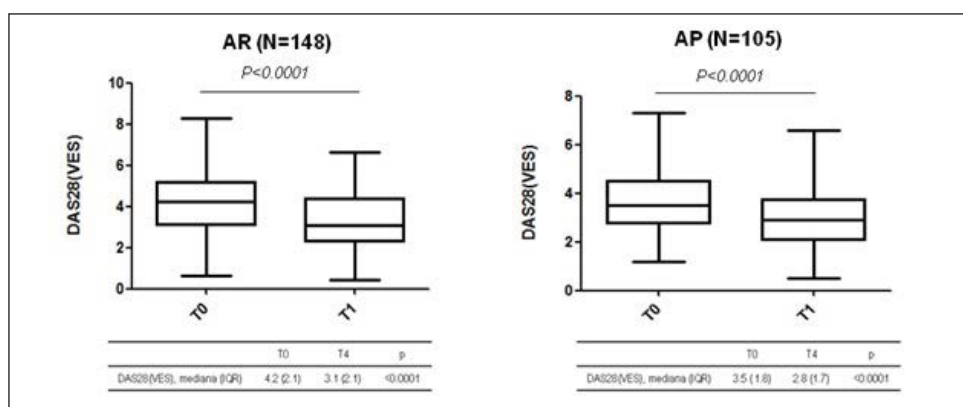 AR (N=148)
P<0.0001
DAS28(VES)
10
8
6
4
2
0
T0
T1
T0 T4 p
DAS28(VES), mediana (IQR) 4.2 (2.1) 3.1 (2.1) <0.0001
AP (N=105)
P<0.0001
DAS28(VES)
8
6
4
2
0
T0
T1
T0 T4 p
DAS28(VES), mediana (IQR) 3.5 (1.8) 2.8 (1.7) <0.0001